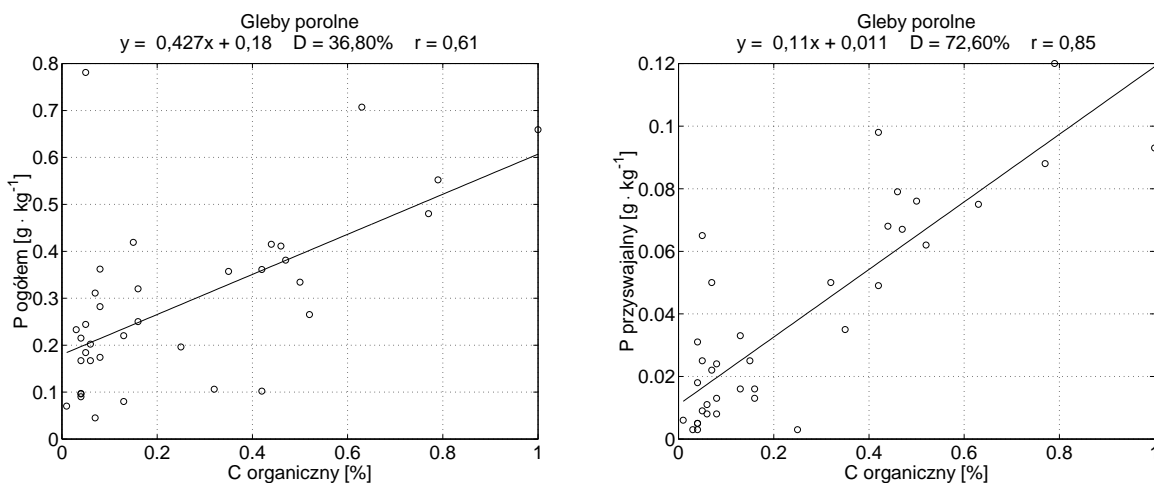 Gleby porolne
y = 0,427x + 0,18 D = 36,80% r = 0,61
0.8
0.7
0.6
0.5
0.4
0.3
0.2
0.1
0
P ogółem [g · kg⁻¹]
0 0.2 0.4 0.6 0.8 1
C organiczny [%]
Gleby porolne
y = 0,11x + 0,011 D = 72,60% r = 0,85
0.12
0.1
0.08
0.06
0.04
0.02
0
P przyswajalny [g · kg⁻¹]
0 0.2 0.4 0.6 0.8 1
C organiczny [%]